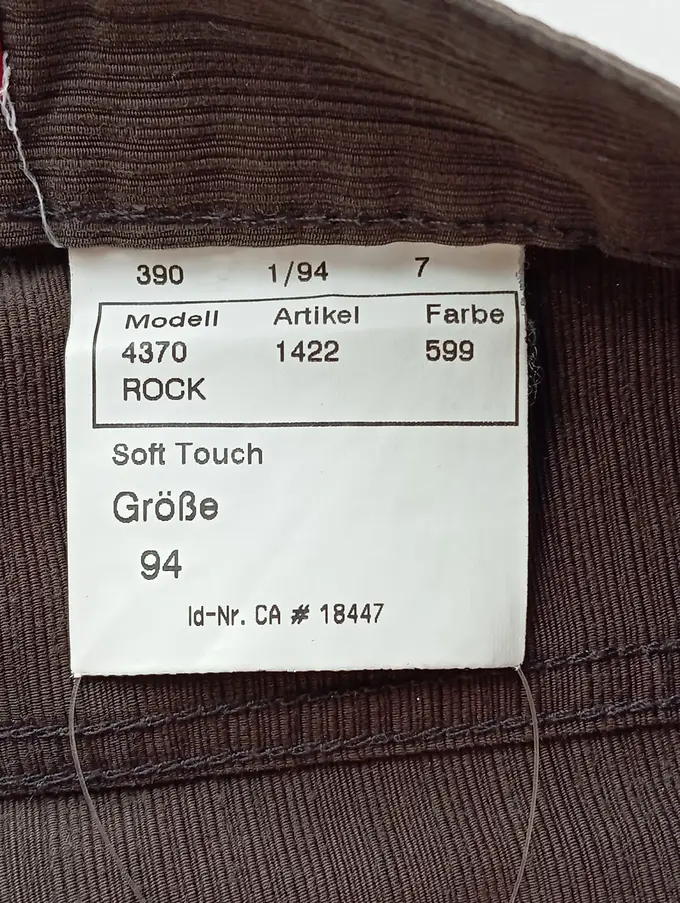 390 1/94 7
Modell Artikel Farbe
4370 1422 599
ROCK
Soft Touch
Größe
94
Id-Nr. CA # 18447